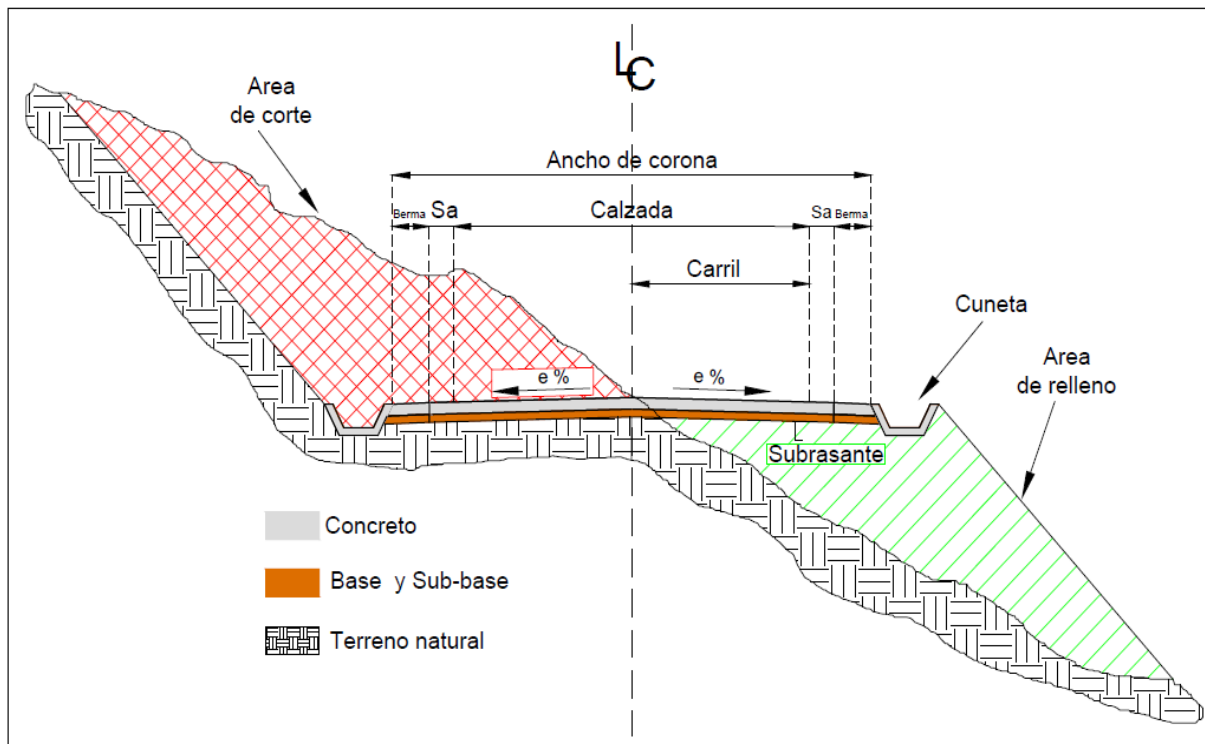 LC
Area
de corte
Ancho de corona
Berma Sa Calzada Sa Berma
Carril
Cuneta
Area
de relleno
e % e %
L
Subrasante
Concreto
Base y Sub-base
Terreno natural